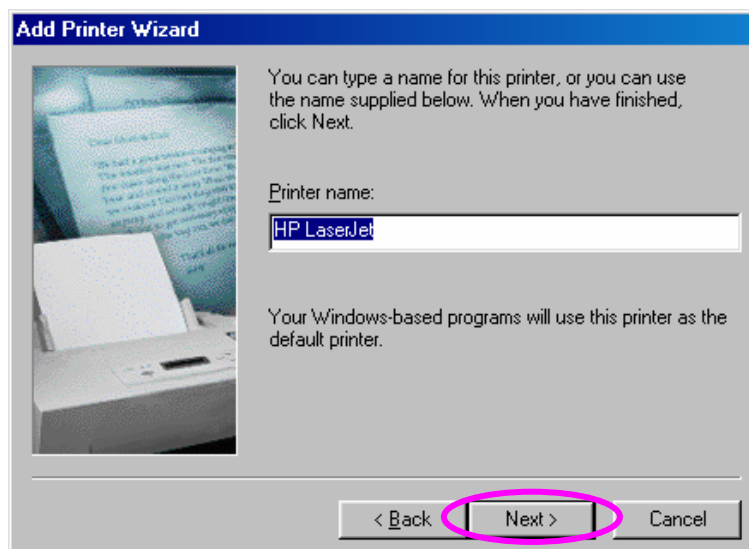 Add Printer Wizard
You can type a name for this printer, or you can use
the name supplied below. When you have finished,
click Next.
Printer name:
HP LaserJet
Your Windows-based programs will use this printer as the
default printer.
< Back
Next >
Cancel